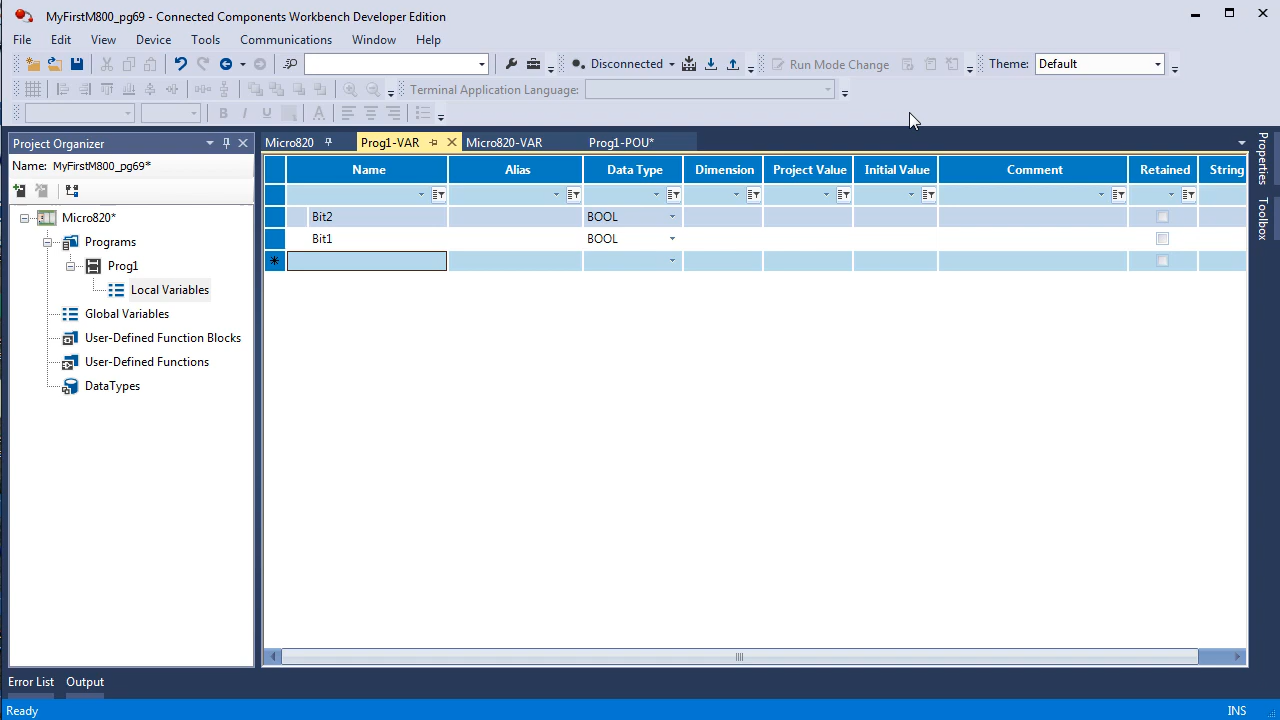 MyFirstM800_pg69 - Connected Components Workbench Developer Edition
File Edit View Device Tools Communications Window Help
Disconnected Run Mode Change Theme: Default
Terminal Application Language:
B I U A
Project Organizer
Name: MyFirstM800_pg69*
Micro820*
Programs
Prog1
Local Variables
Global Variables
User-Defined Function Blocks
User-Defined Functions
DataTypes
Micro820 Prog1-VAR Micro820-VAR Prog1-POU*
Name Alias Data Type Dimension Project Value Initial Value Comment Retained String
Bit2 BOOL
Bit1 BOOL
Properties
Toolbox
Error List Output
Ready INS